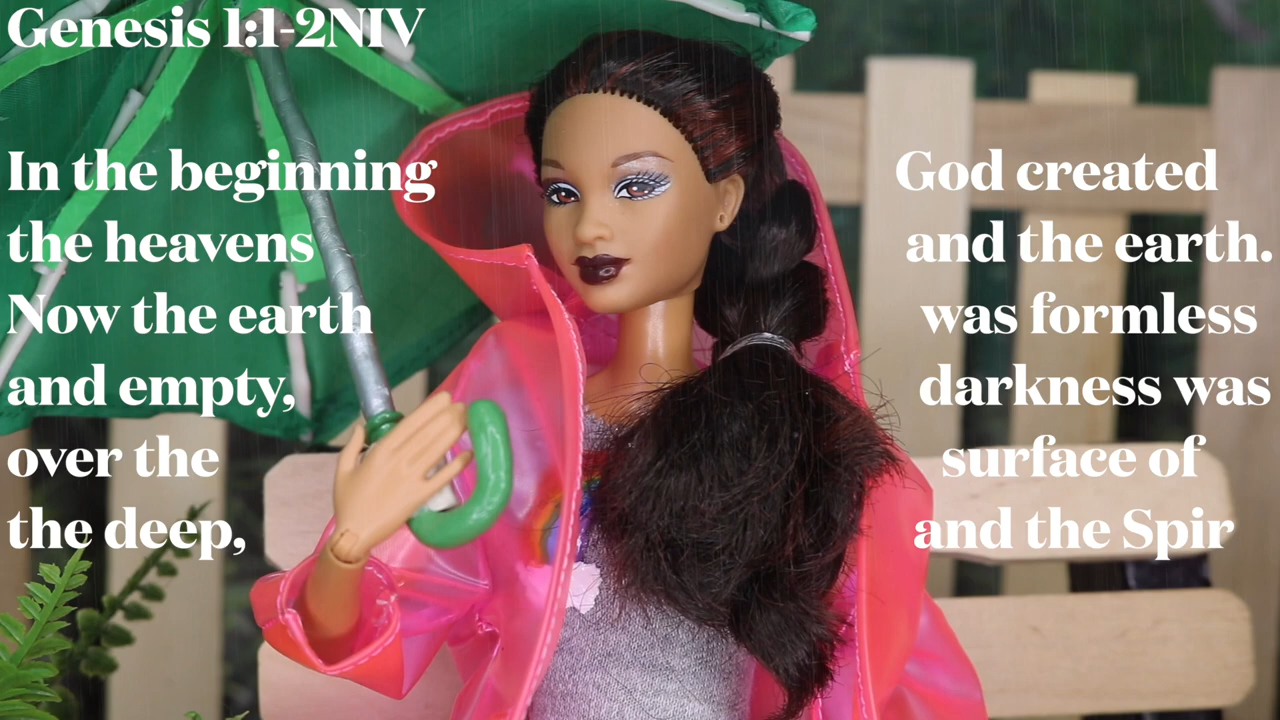 Genesis 1:1-2NIV
In the beginning God created
the heavens and the earth.
Now the earth was formless
and empty, darkness was
over the surface of
the deep, and the Spir